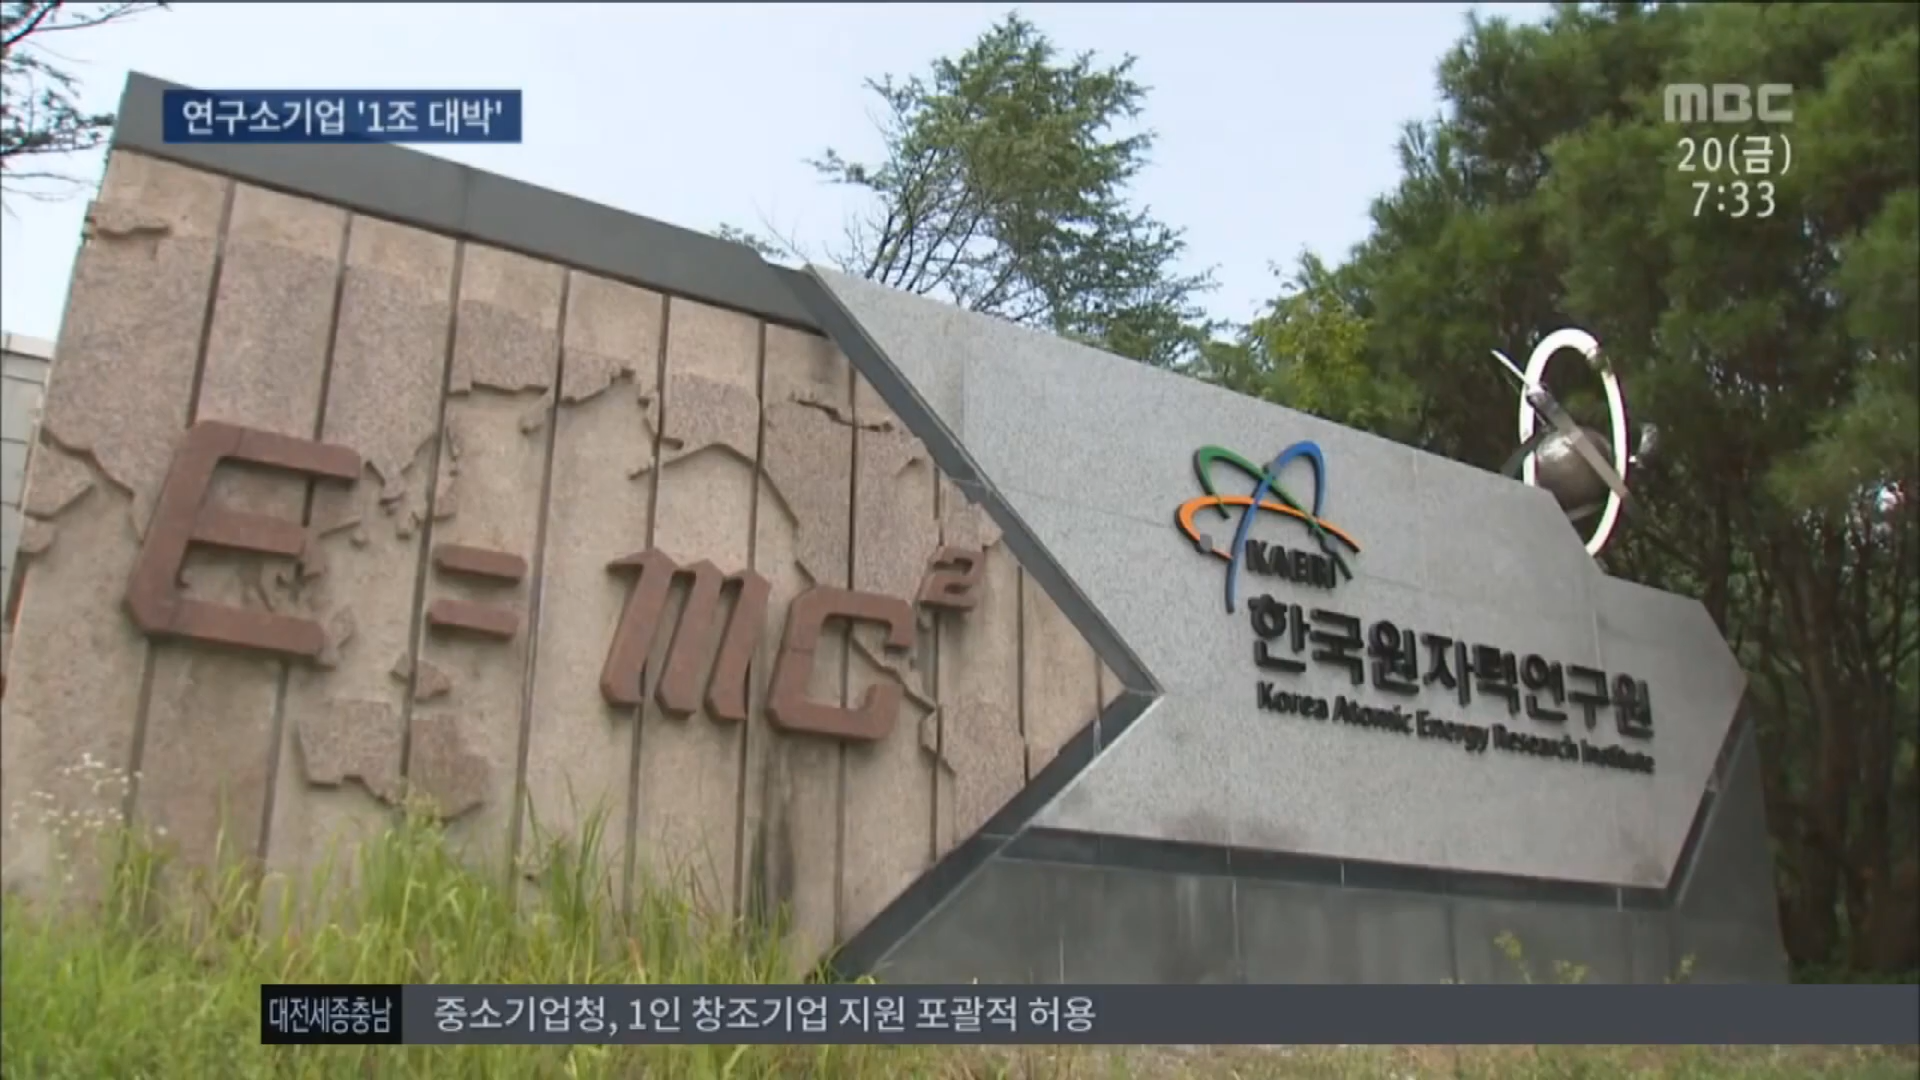 연구소기업 '1조 대박'
MBC
20(금)
7:33
E=mc²
KAERI
한국원자력연구원
Korea Atomic Energy Research Institute
대전세종충남 중소기업청, 1인 창조기업 지원 포괄적 허용